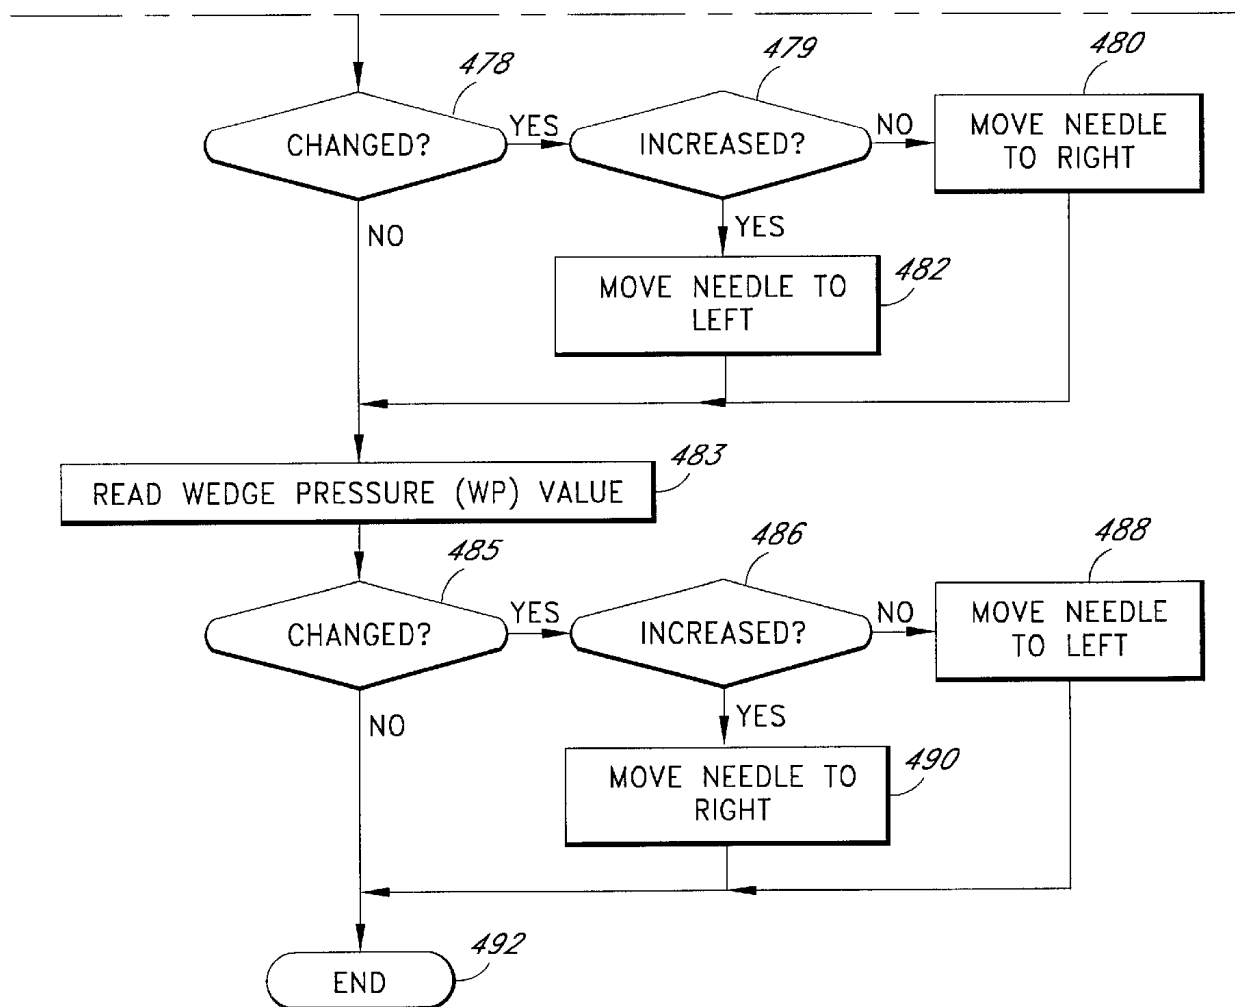 478
479
480
CHANGED?
YES
INCREASED?
NO
MOVE NEEDLE
TO RIGHT
NO
YES
MOVE NEEDLE TO
LEFT
482
READ WEDGE PRESSURE (WP) VALUE
483
485
486
488
CHANGED?
YES
INCREASED?
NO
MOVE NEEDLE
TO LEFT
NO
YES
MOVE NEEDLE TO
RIGHT
490
END
492